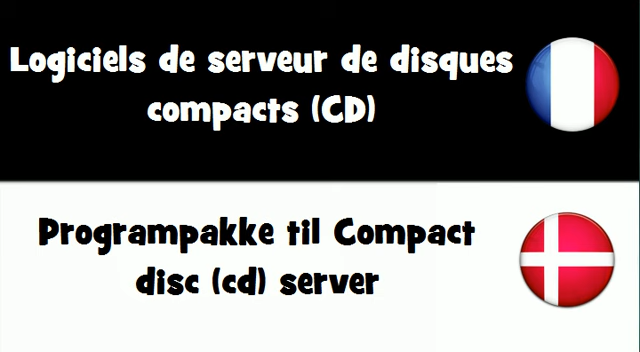 Logiciels de serveur de disques
compacts (CD)
Programpakke til Compact
disc (cd) server